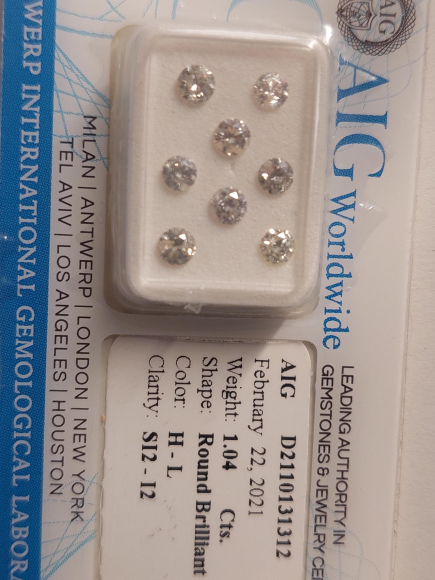 AIG
AIG Worldwide
LEADING AUTHORITY IN
GEMSTONES & JEWELRY CE
AIG D2110131312
February 22, 2021
Weight: 1.04 Cts.
Shape: Round Brilliant
Color: H - L
Clarity: SI2 - I2
MILAN | ANTWERP | LONDON | NEW YORK
TEL AVIV | LOS ANGELES | HOUSTON
WERP INTERNATIONAL GEMOLOGICAL LABOR